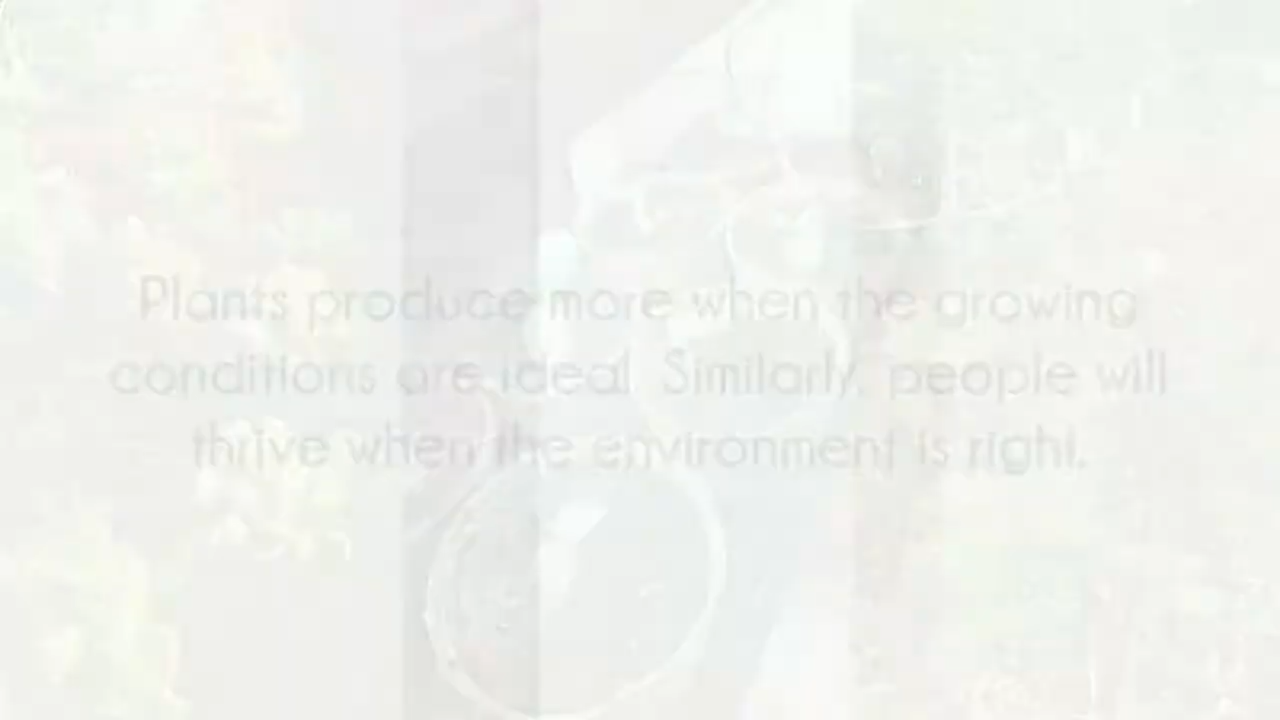 Plants produce more when the growing
conditions are ideal. Similarly, people will
thrive when the environment is right.